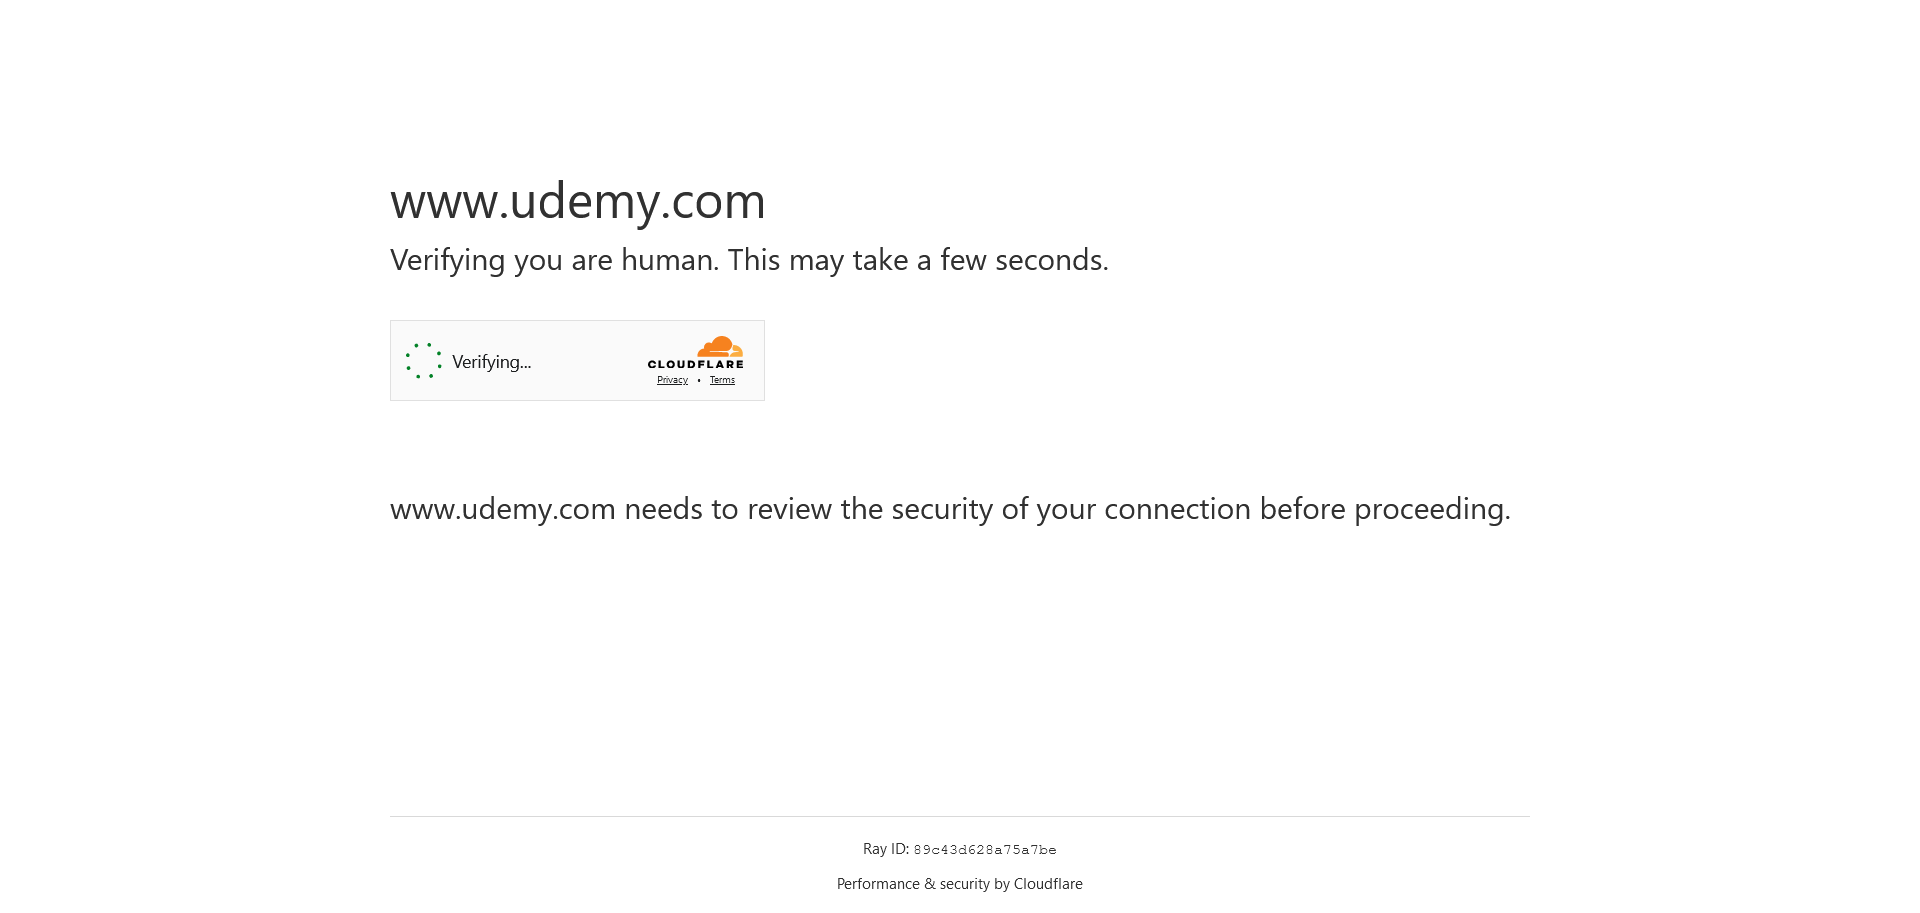 www.udemy.com
Verifying you are human. This may take a few seconds.
Verifying...
CLOUDFLARE
Privacy • Terms
www.udemy.com needs to review the security of your connection before proceeding.
Ray ID: 89c43d628a75a7be
Performance & security by Cloudflare